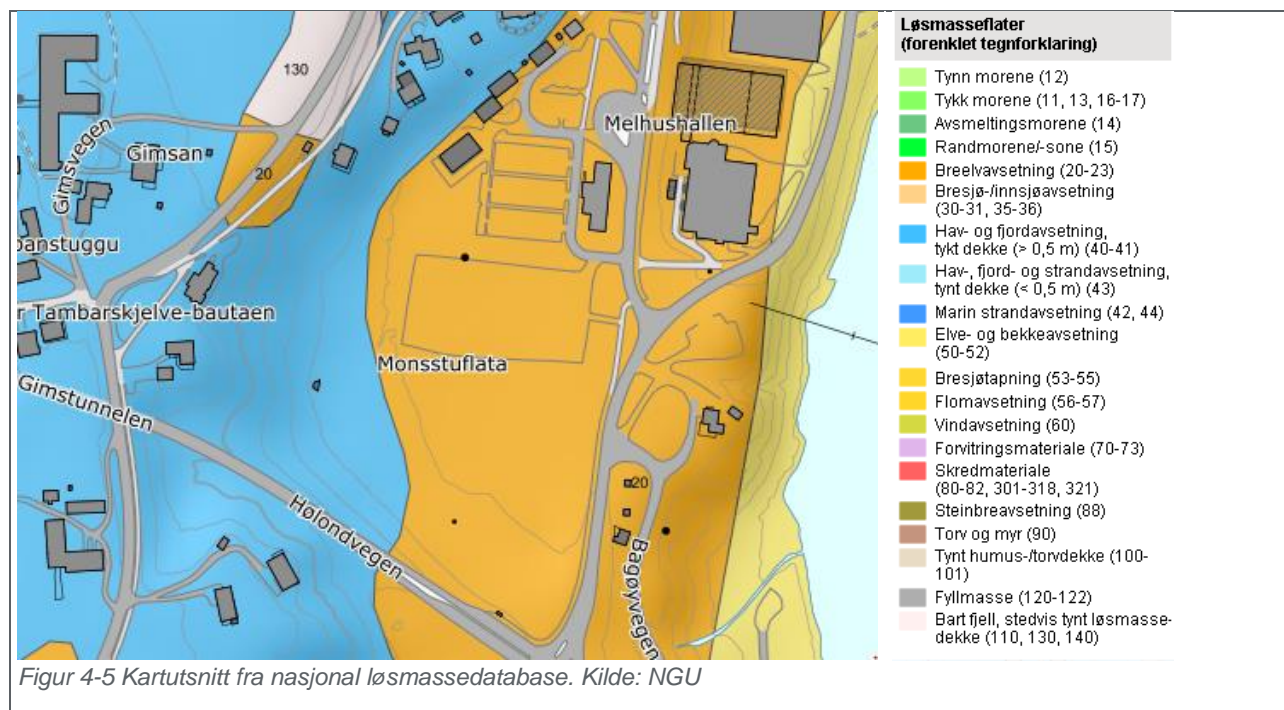 130
Melhushallen
Gimsvegen
Gimsan
20
oanstuggu
r Tambarskjelve-bautaen
Monsstuflata
Gimstunnelen
Hølondvegen
20
Bagøyvegen
Løsmasseflater
(forenklet tegnforklaring)
Tynn morene (12)
Tykk morene (11, 13, 16-17)
Avsmeltingsmorene (14)
Randmorene/-sone (15)
Breelvavsetning (20-23)
Bresjø-/innsjøavsetning
(30-31, 35-36)
Hav- og fjordavsetning,
tykt dekke (> 0,5 m) (40-41)
Hav-, fjord- og strandavsetning,
tynt dekke (< 0,5 m) (43)
Marin strandavsetning (42, 44)
Elve- og bekkeavsetning
(50-52)
Bresjøtapning (53-55)
Flomavsetning (56-57)
Vindavsetning (60)
Forvitringsmateriale (70-73)
Skredmateriale
(80-82, 301-318, 321)
Steinbreavsetning (88)
Torv og myr (90)
Tynt humus-/torvdekke (100-
101)
Fyllmasse (120-122)
Bart fjell, stedvis tynt løsmasse-
dekke (110, 130, 140)
Figur 4-5 Kartutsnitt fra nasjonal løsmassedatabase. Kilde: NGU